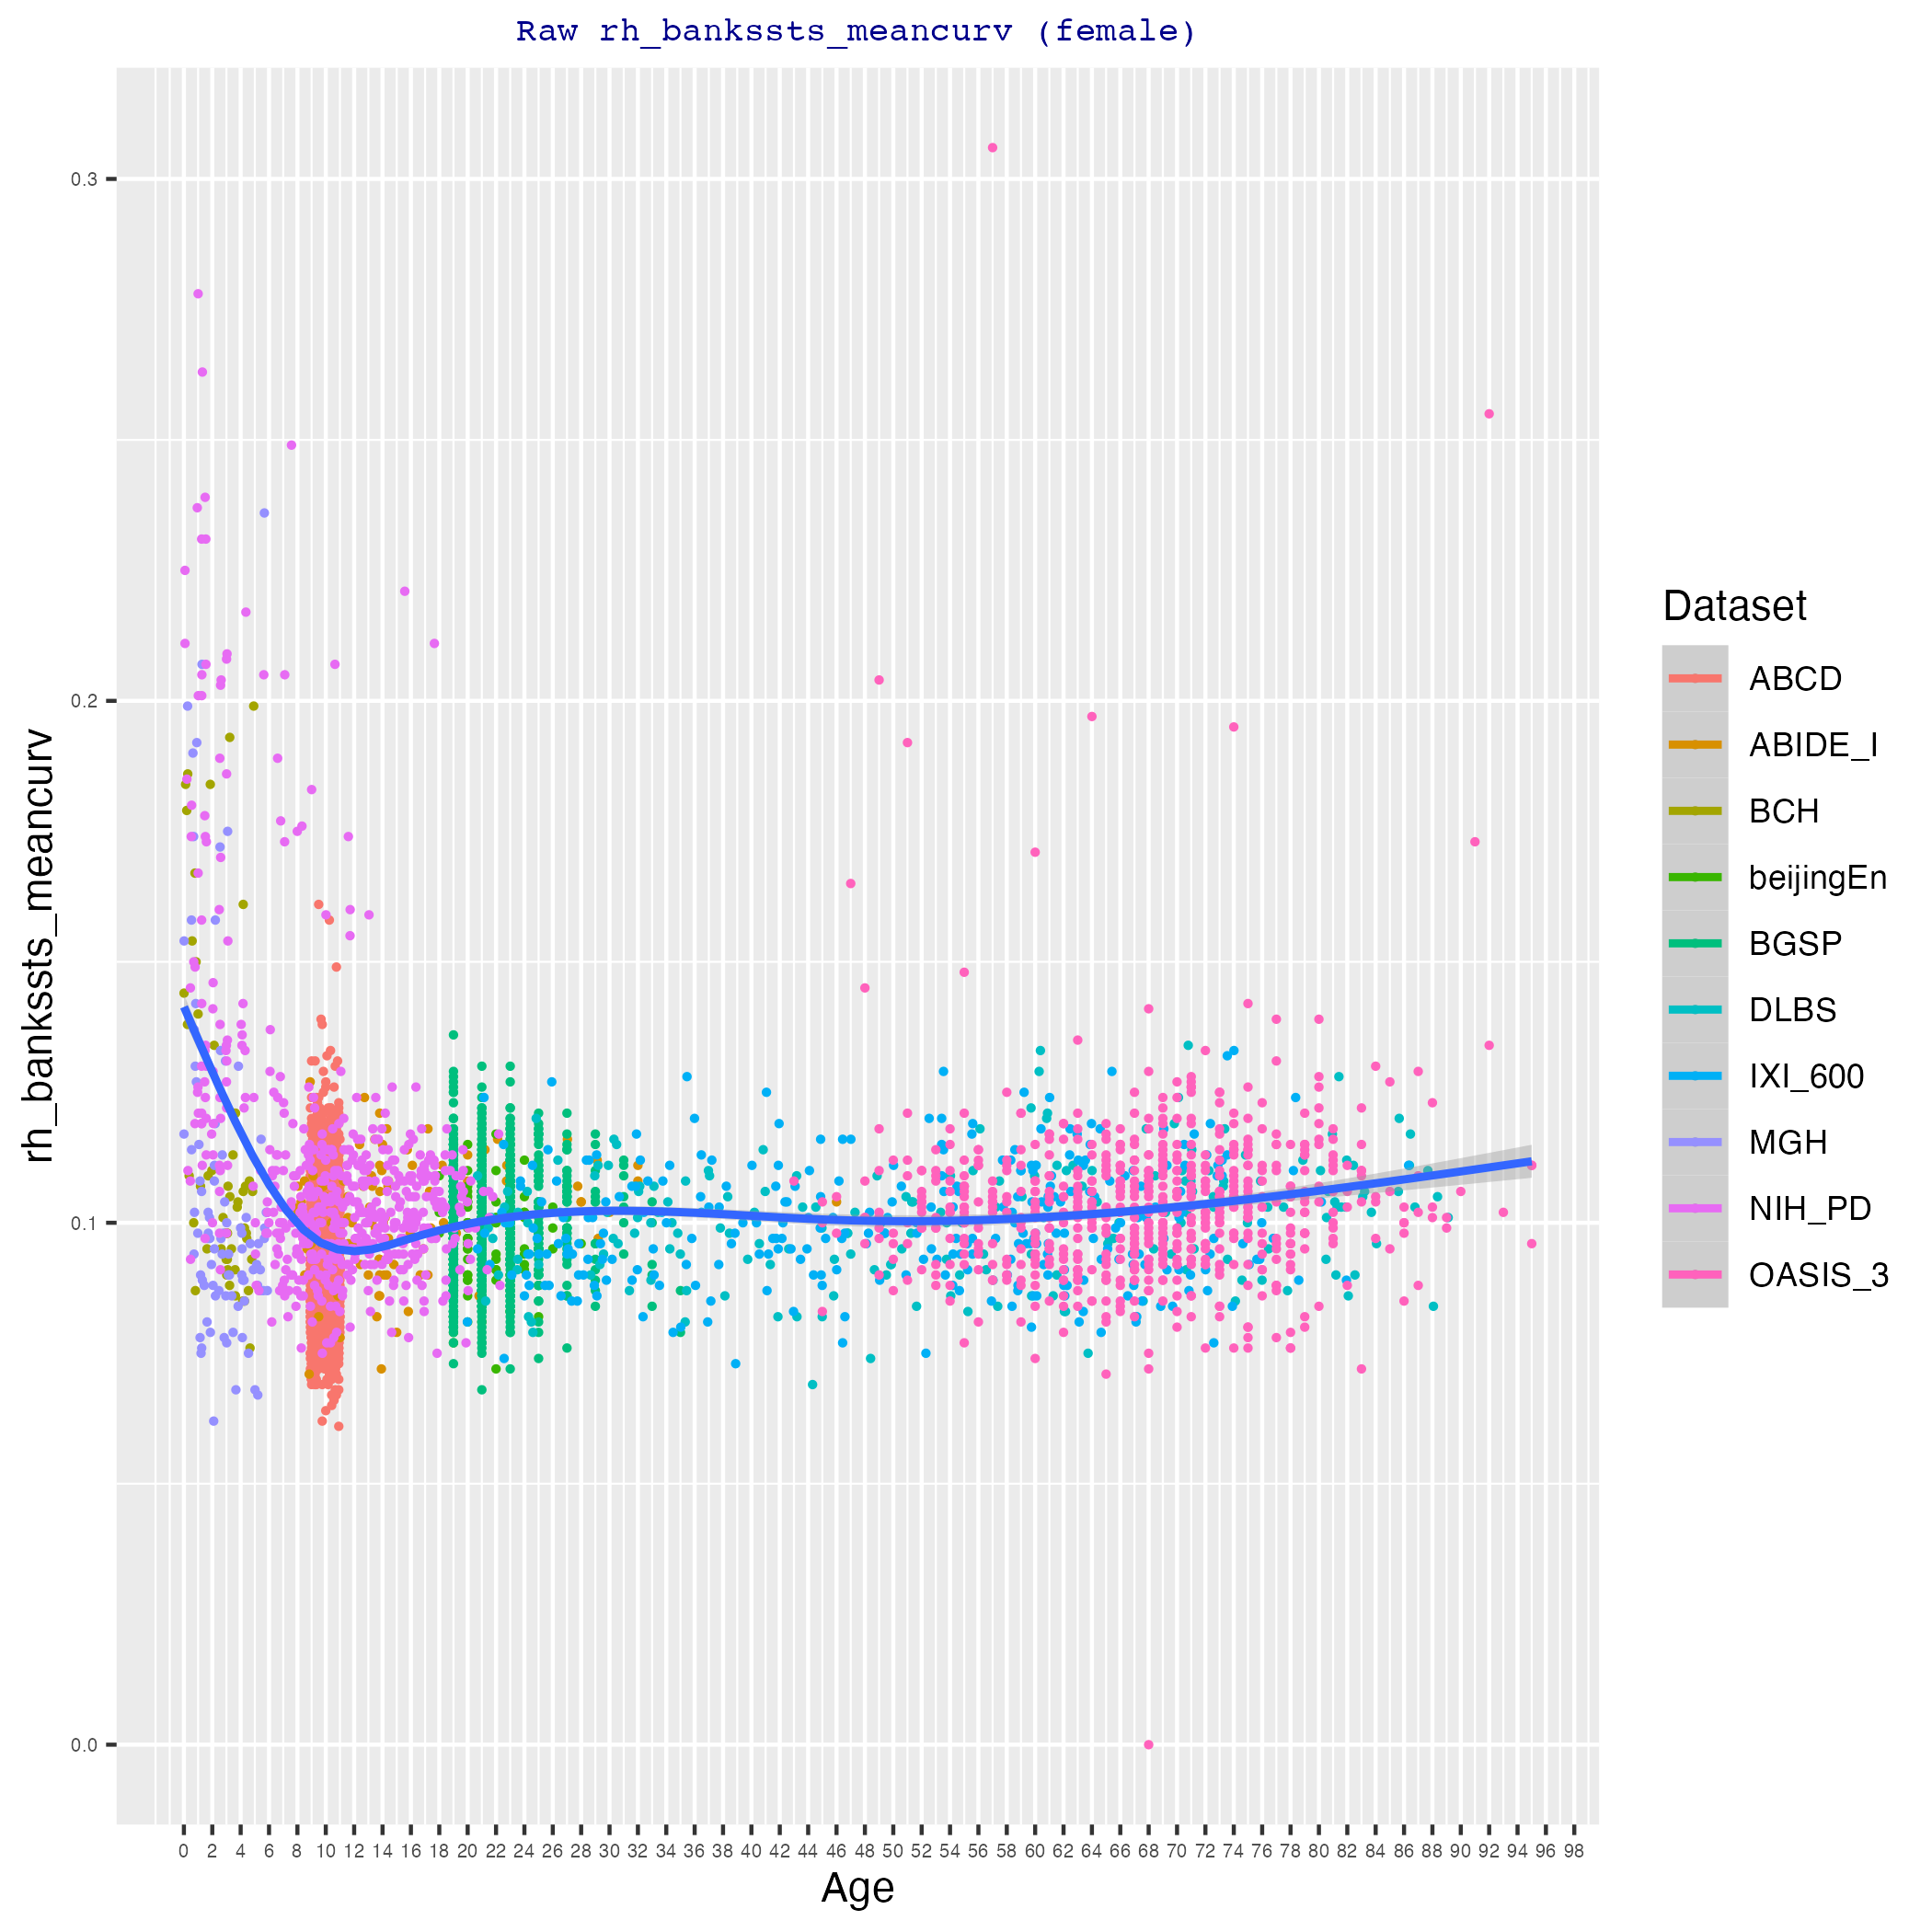 Raw rh_bankssts_meancurv (female)
rh_bankssts_meancurv
0.3
0.2
0.1
0.0
0 2 4 6 8 10 12 14 16 18 20 22 24 26 28 30 32 34 36 38 40 42 44 46 48 50 52 54 56 58 60 62 64 66 68 70 72 74 76 78 80 82 84 86 88 90 92 94 96 98
Age
Dataset
ABCD
ABIDE_I
BCH
beijingEn
BGSP
DLBS
IXI_600
MGH
NIH_PD
OASIS_3